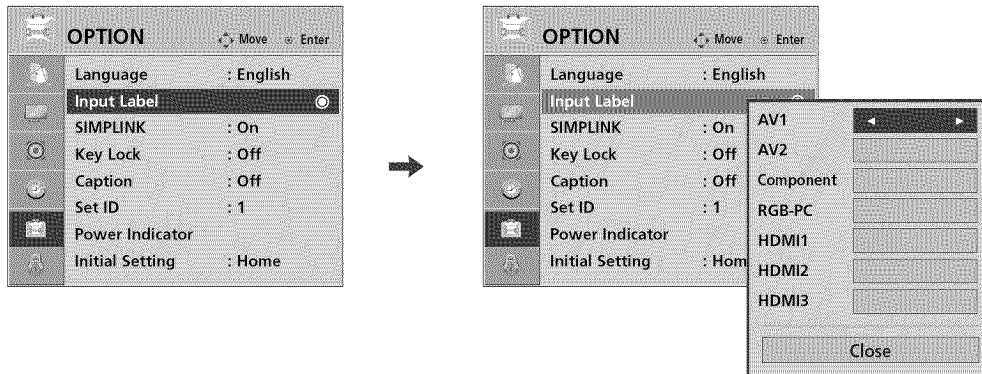 OPTION Move Enter
Language : English
Input Label
SIMPLINK : On
Key Lock : Off
Caption : Off
Set ID : 1
Power Indicator
Initial Setting : Home
OPTION Move Enter
Language : English
Input Label
SIMPLINK : On
Key Lock : Off
Caption : Off
Set ID : 1
Power Indicator
Initial Setting : Hom
AV1
AV2
Component
RGB-PC
HDMI1
HDMI2
HDMI3
Close